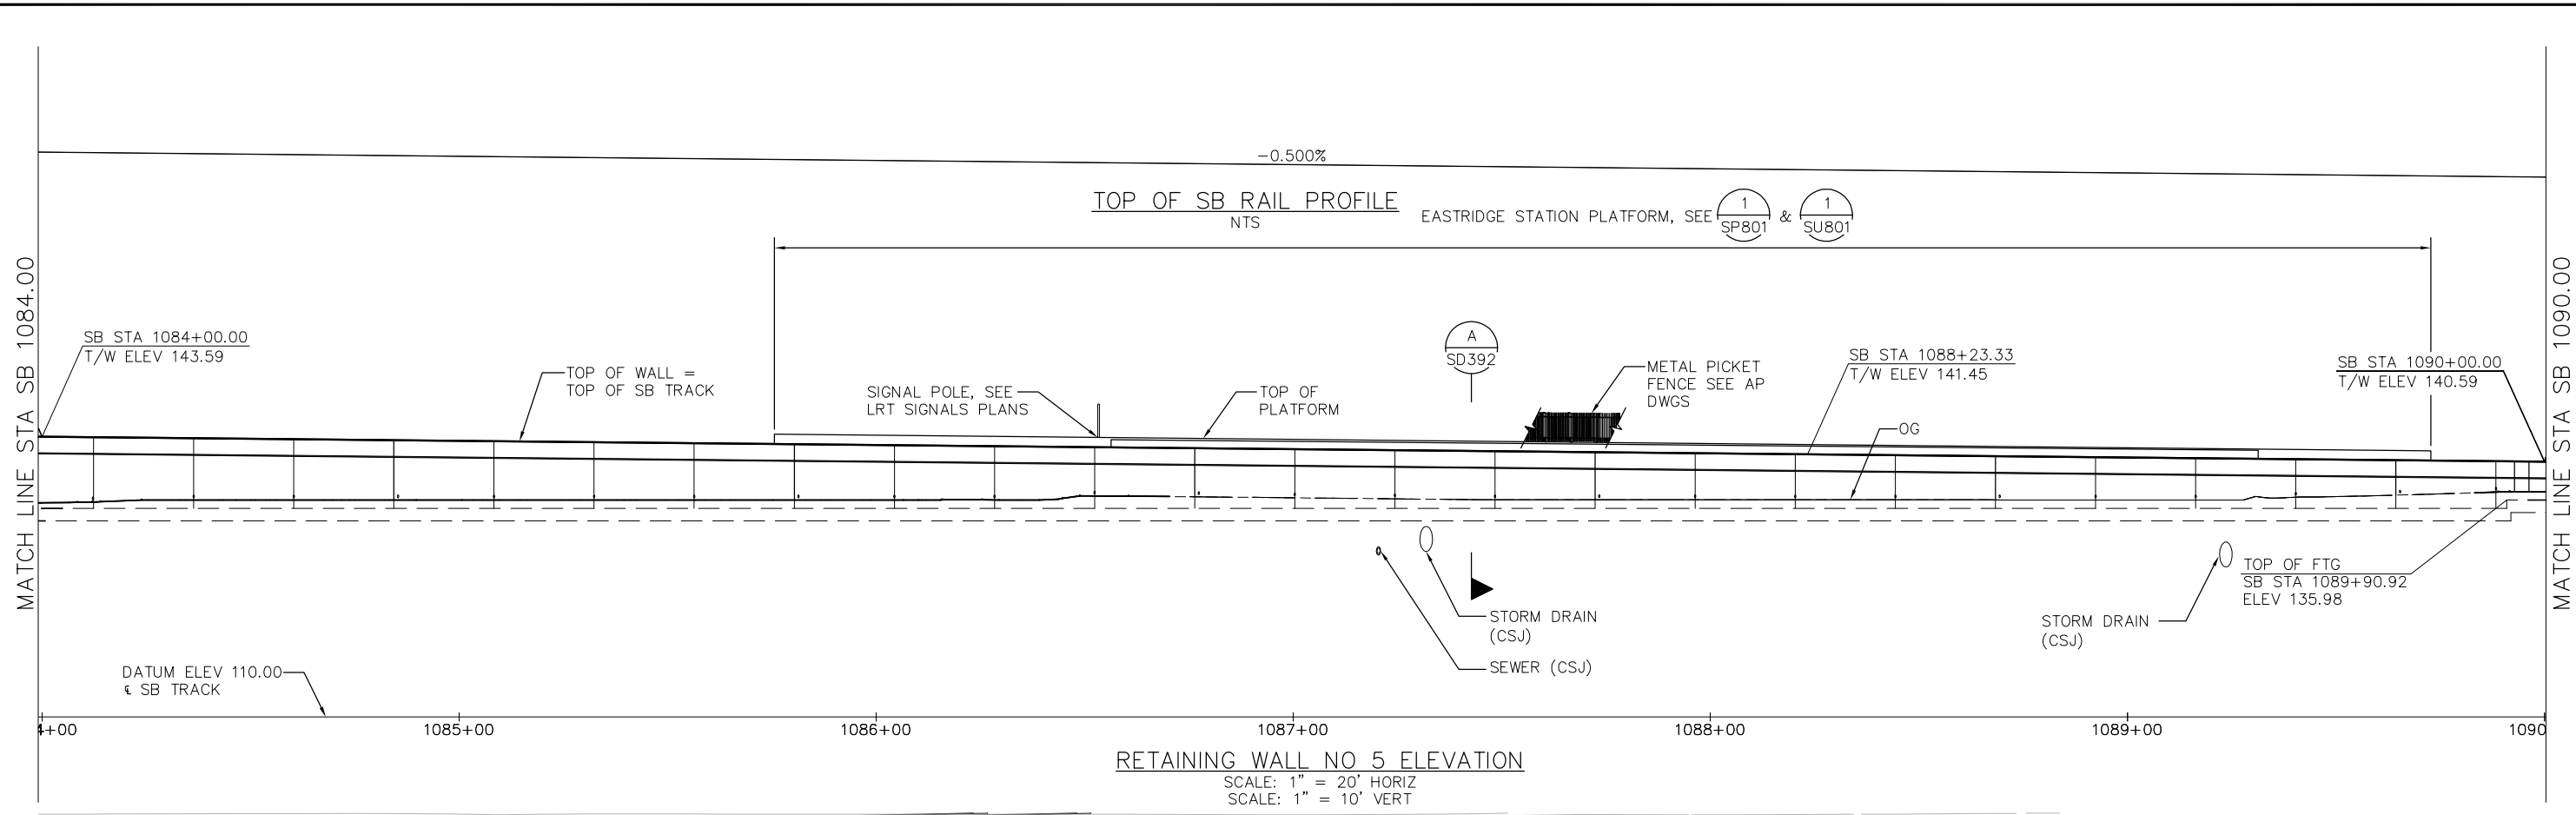 -0.500%
TOP OF SB RAIL PROFILE
NTS
EASTRIDGE STATION PLATFORM, SEE
1
SP801
&
1
SU801
MATCH LINE STA SB 1084.00
MATCH LINE STA SB 1090.00
SB STA 1084+00.00
T/W ELEV 143.59
TOP OF WALL =
TOP OF SB TRACK
SIGNAL POLE, SEE
LRT SIGNALS PLANS
TOP OF
PLATFORM
A
SD392
METAL PICKET
FENCE SEE AP
DWGS
SB STA 1088+23.33
T/W ELEV 141.45
OG
SB STA 1090+00.00
T/W ELEV 140.59
TOP OF FTG
SB STA 1089+90.92
ELEV 135.98
STORM DRAIN
(CSJ)
STORM DRAIN
(CSJ)
SEWER (CSJ)
DATUM ELEV 110.00
℄ SB TRACK
4+00
1085+00
1086+00
1087+00
1088+00
1089+00
1090
RETAINING WALL NO 5 ELEVATION
SCALE: 1" = 20' HORIZ
SCALE: 1" = 10' VERT